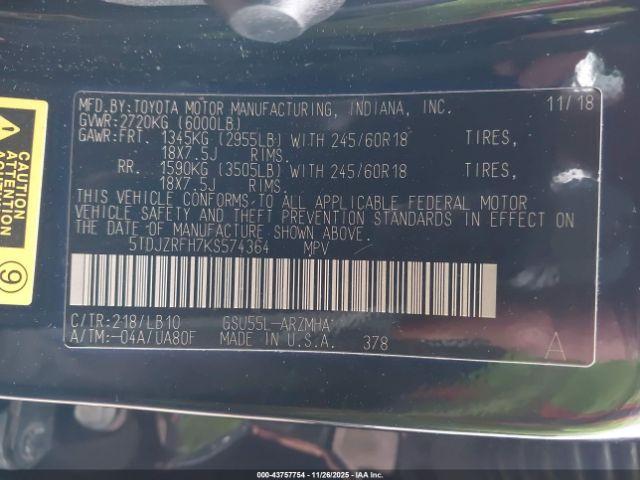 MFD.BY:TOYOTA MOTOR MANUFACTURING, INDIANA, INC. 11/18
GVWR:2720KG (6000LB)
GAWR:FRT. 1345KG (2955LB) WITH 245/60R18 TIRES,
18X7.5J RIMS.
RR. 1590KG (3505LB) WITH 245/60R18 TIRES,
18X7.5J RIMS.
THIS VEHICLE CONFORMS TO ALL APPLICABLE FEDERAL MOTOR
VEHICLE SAFETY AND THEFT PREVENTION STANDARDS IN EFFECT ON
THE DATE OF MANUFACTURE SHOWN ABOVE.
5TDJZRFH7KS574364 MPV
C/TR:218/LB10 GSU55L-ARZMHA
A/TM:-04A/UA80F MADE IN U.S.A. 378 A
CAUTION
ATTENTION
9
000-43757754 | 11/26/2025 | IAA Inc.